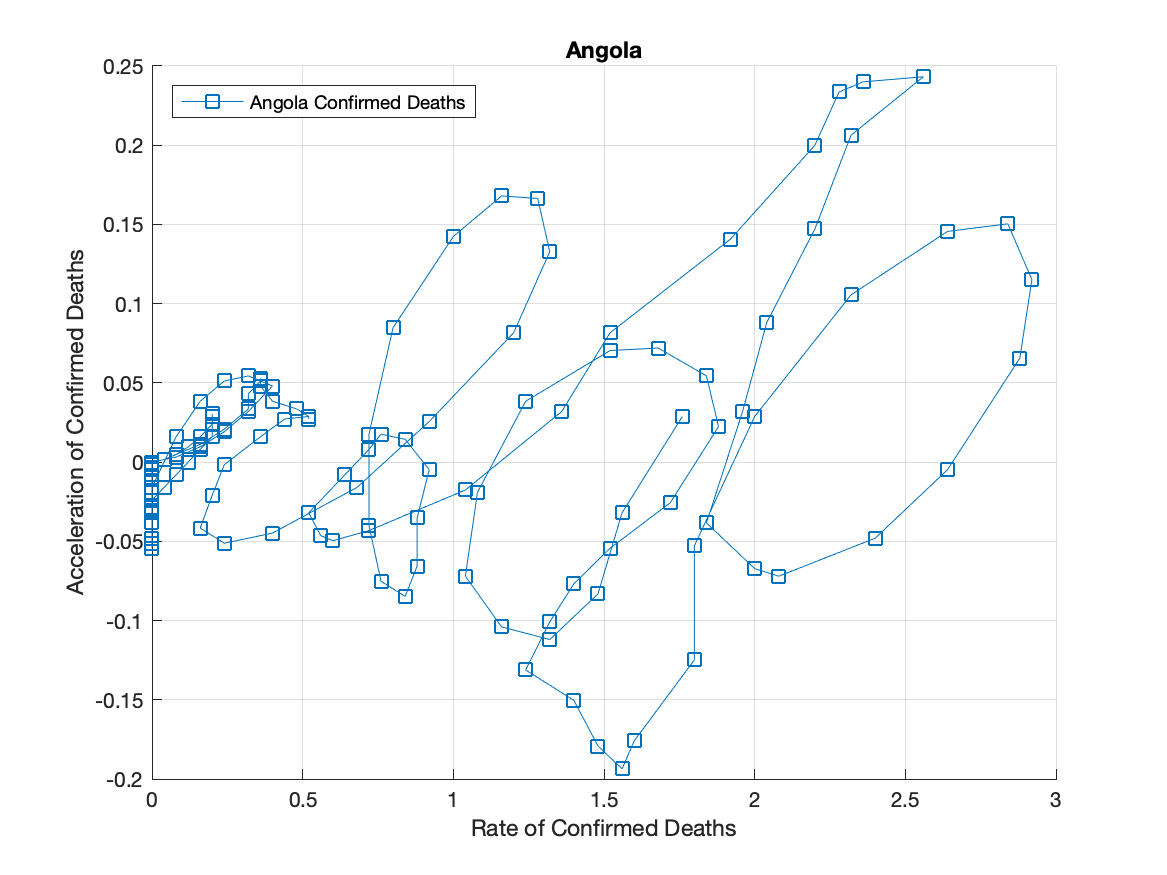 Angola
0.25
Angola Confirmed Deaths
0.2
0.15
0.1
0.05
0
-0.05
-0.1
-0.15
-0.2
Acceleration of Confirmed Deaths
0 0.5 1 1.5 2 2.5 3
Rate of Confirmed Deaths